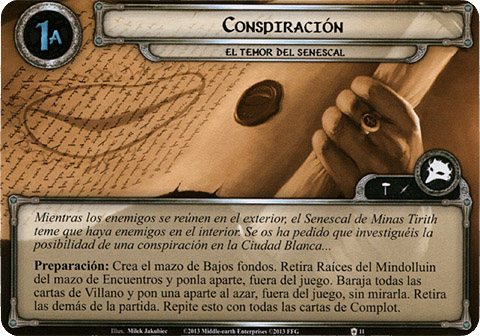 1A
CONSPIRACIÓN
EL TEMOR DEL SENESCAL
Mientras los enemigos se reúnen en el exterior, el Senescal de Minas Tirith
teme que haya enemigos en el interior. Se os ha pedido que investiguéis la
posibilidad de una conspiración en la Ciudad Blanca...
Preparación: Crea el mazo de Bajos fondos. Retira Raíces del Mindolluin
del mazo de Encuentros y ponla aparte, fuera del juego. Baraja todas las
cartas de Villano y pon una aparte al azar, fuera del juego, sin mirarla. Retira
las demás de la partida. Repite esto con todas las cartas de Complot.
Illus. Milek Jakubiec ©2013 Middle-earth Enterprises ©2013 FFG 11